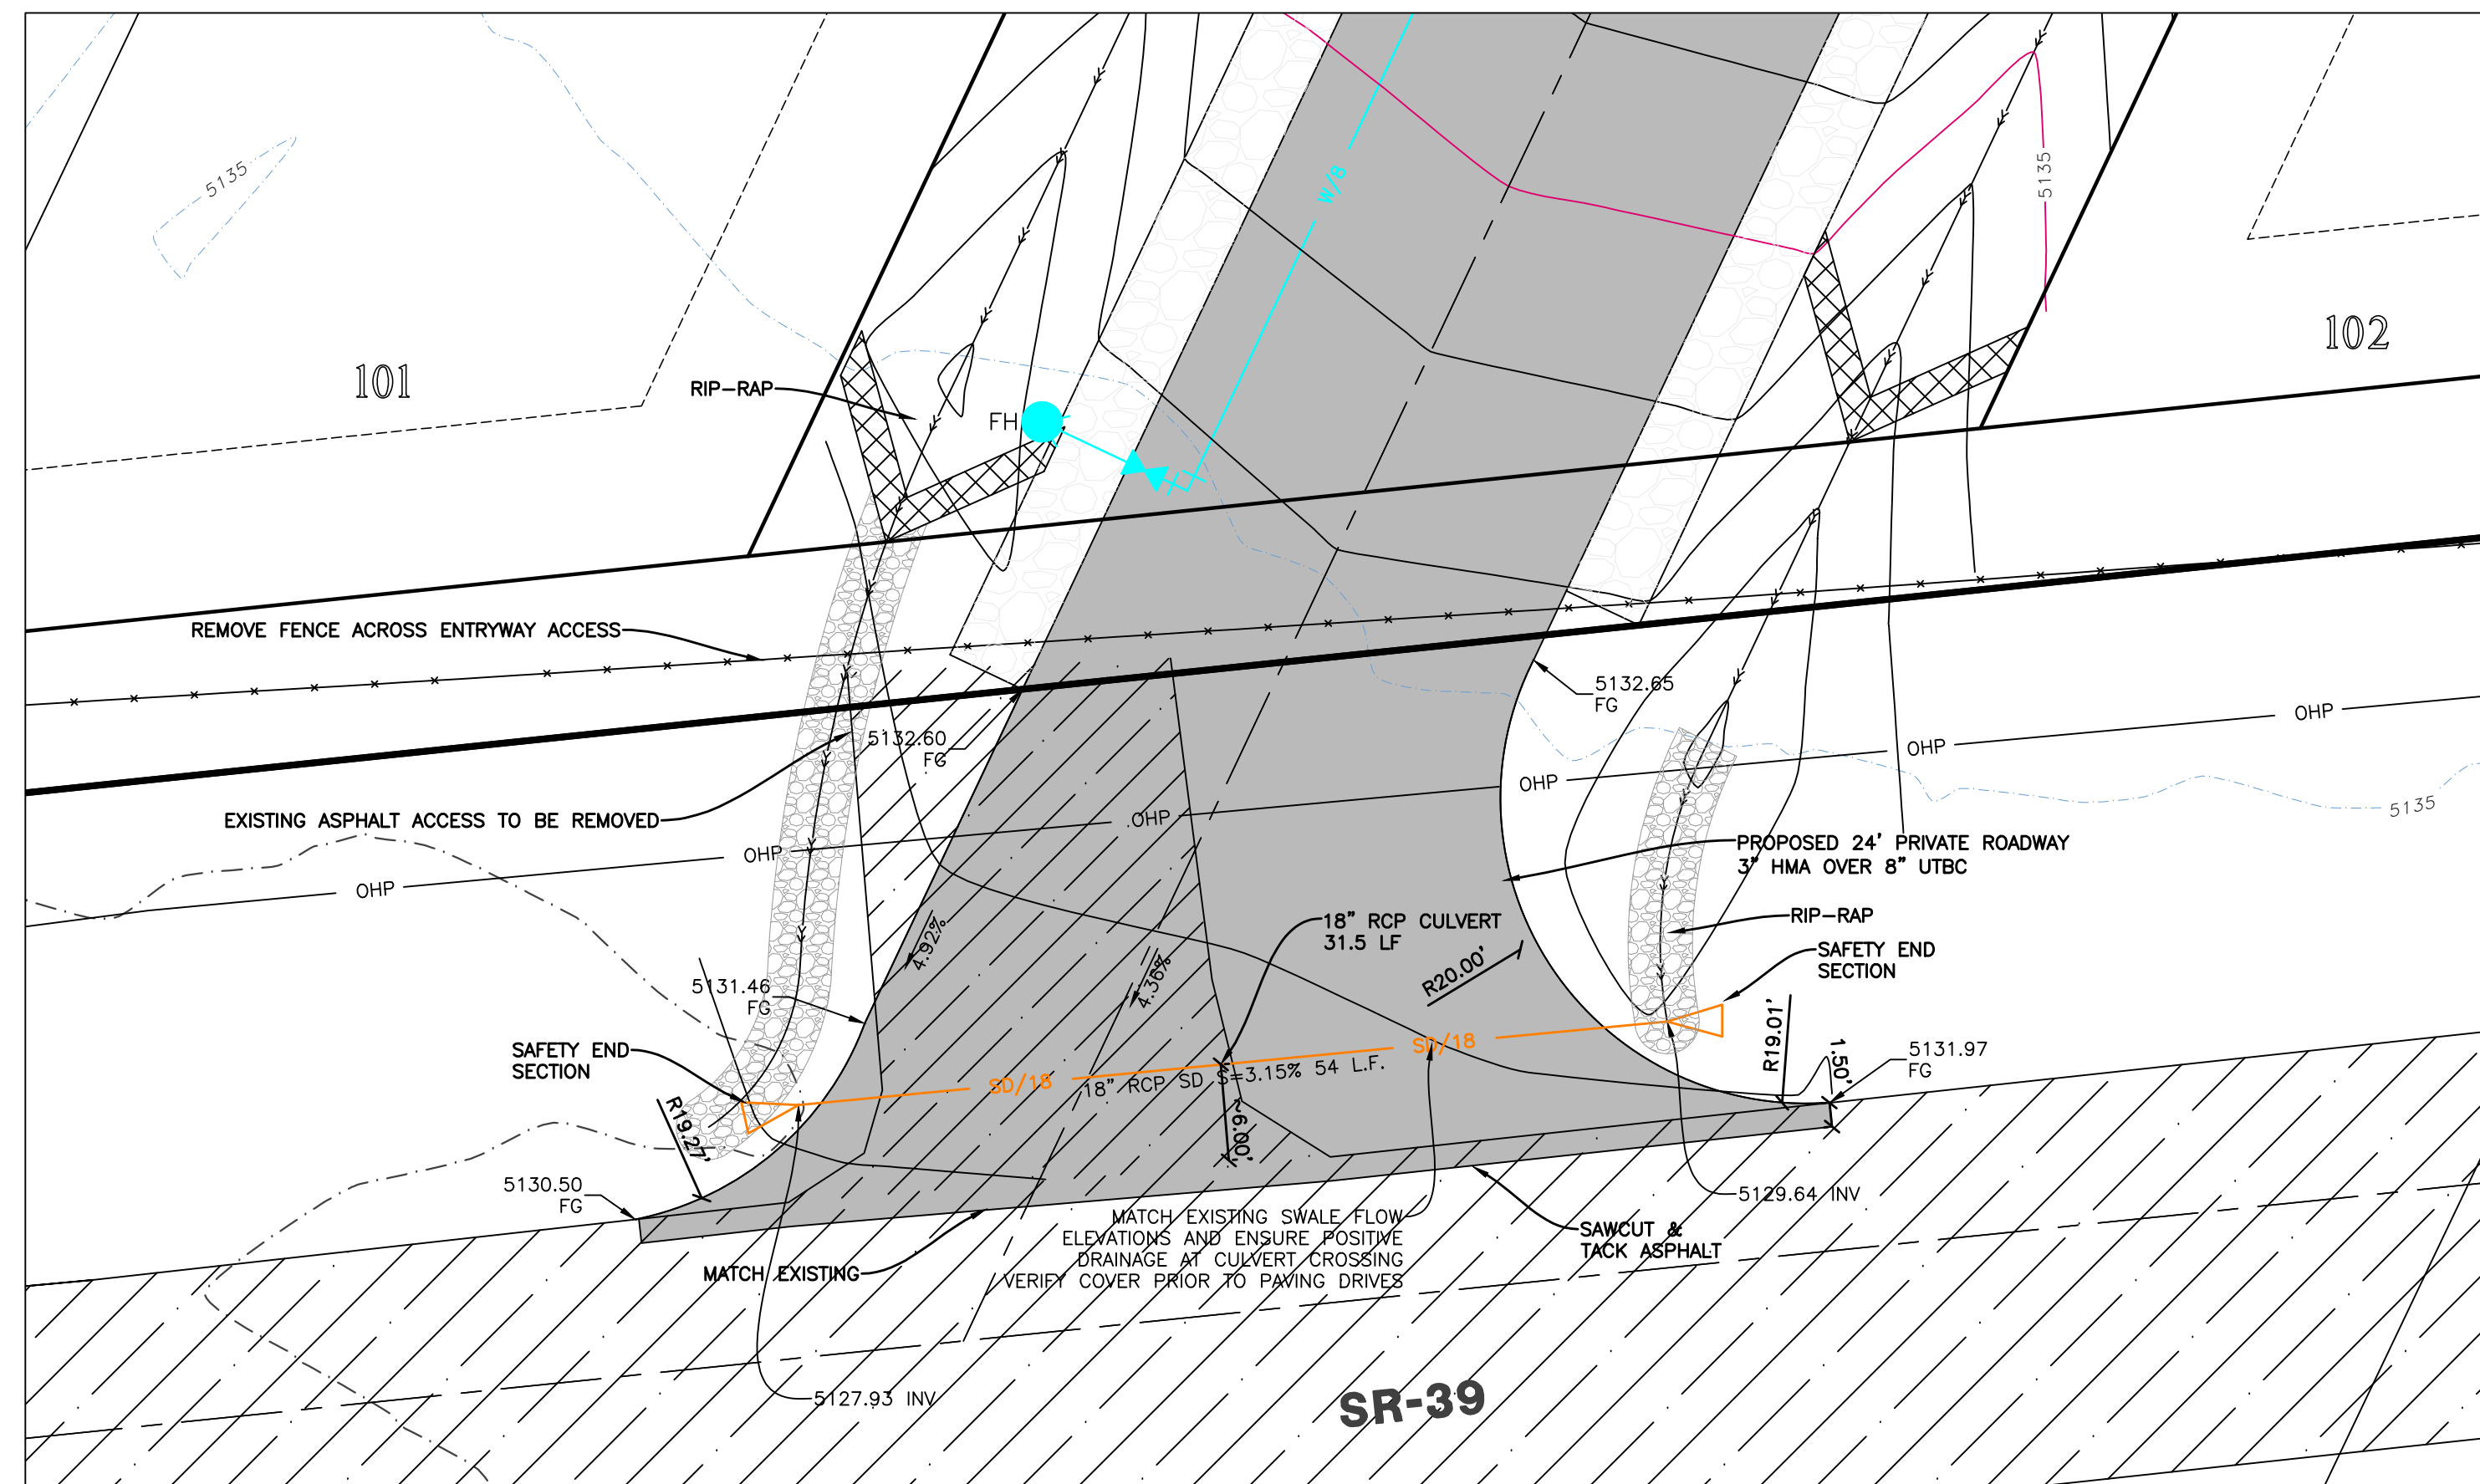 5135
W/8
5135
101
102
RIP-RAP
FH
REMOVE FENCE ACROSS ENTRYWAY ACCESS
5132.65
FG
5132.60
FG
OHP
OHP
OHP
OHP
OHP
OHP
5135
EXISTING ASPHALT ACCESS TO BE REMOVED
PROPOSED 24' PRIVATE ROADWAY
3" HMA OVER 8" UTBC
18" RCP CULVERT
31.5 LF
RIP-RAP
SAFETY END
SECTION
4.92%
4.36%
R20.00'
5131.46
FG
R19.01'
1.50'
5131.97
FG
SAFETY END
SECTION
SD/18
SD/18
18" RCP SD S=3.15% 54 L.F.
R19.27'
~6.00'
5130.50
FG
5129.64 INV
MATCH EXISTING SWALE FLOW
ELEVATIONS AND ENSURE POSITIVE
DRAINAGE AT CULVERT CROSSING
VERIFY COVER PRIOR TO PAVING DRIVES
SAWCUT &
TACK ASPHALT
MATCH EXISTING
5127.93 INV
SR-39